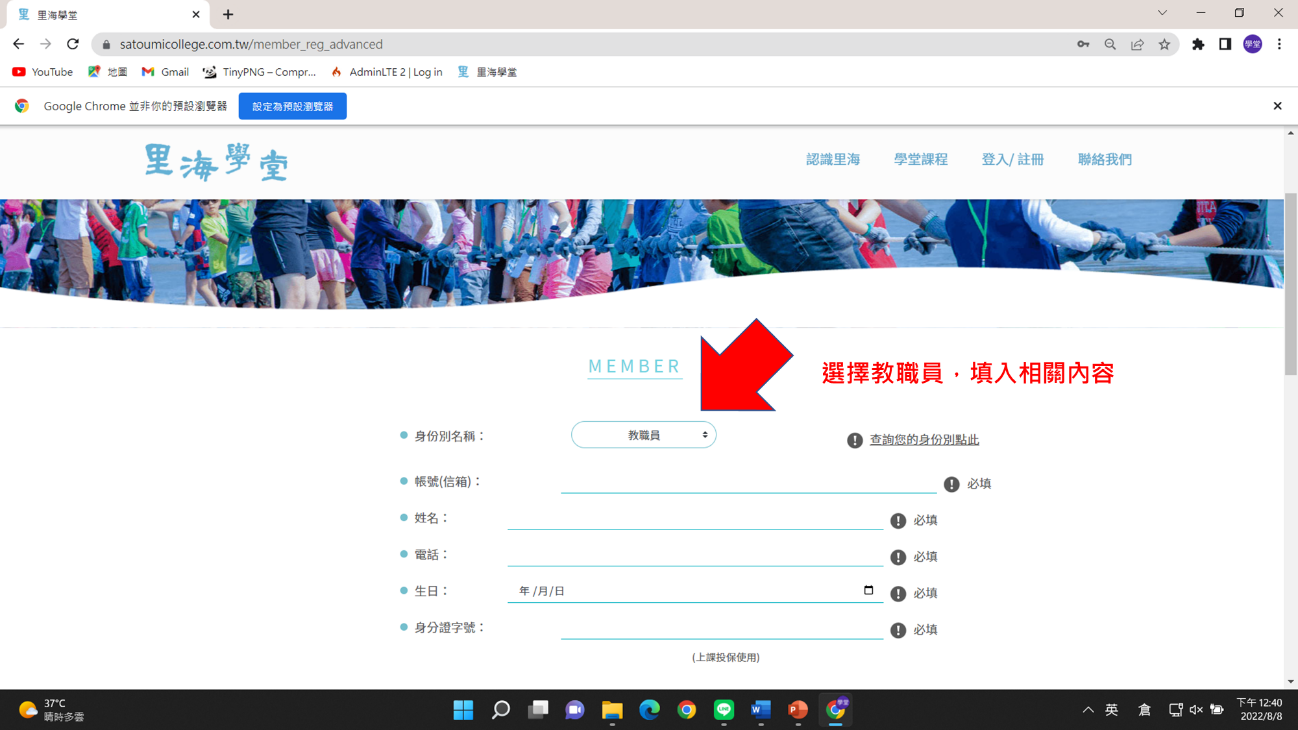 里海學堂
satoumicollege.com.tw/member_reg_advanced
學堂
YouTube 地圖 Gmail TinyPNG – Compr... AdminLTE 2 | Log in 里海學堂
Google Chrome 並非你的預設瀏覽器 設定為預設瀏覽器
里海學堂 認識里海 學堂課程 登入/ 註冊 聯絡我們
MEMBER
選擇教職員，填入相關內容
身份別名稱： 教職員 查詢您的身份別點此
帳號(信箱)： 必填
姓名： 必填
電話： 必填
生日： 年 /月/日 必填
身分證字號： 必填
(上課投保使用)
37°C
晴時多雲
學堂
英 倉
下午 12:40
2022/8/8